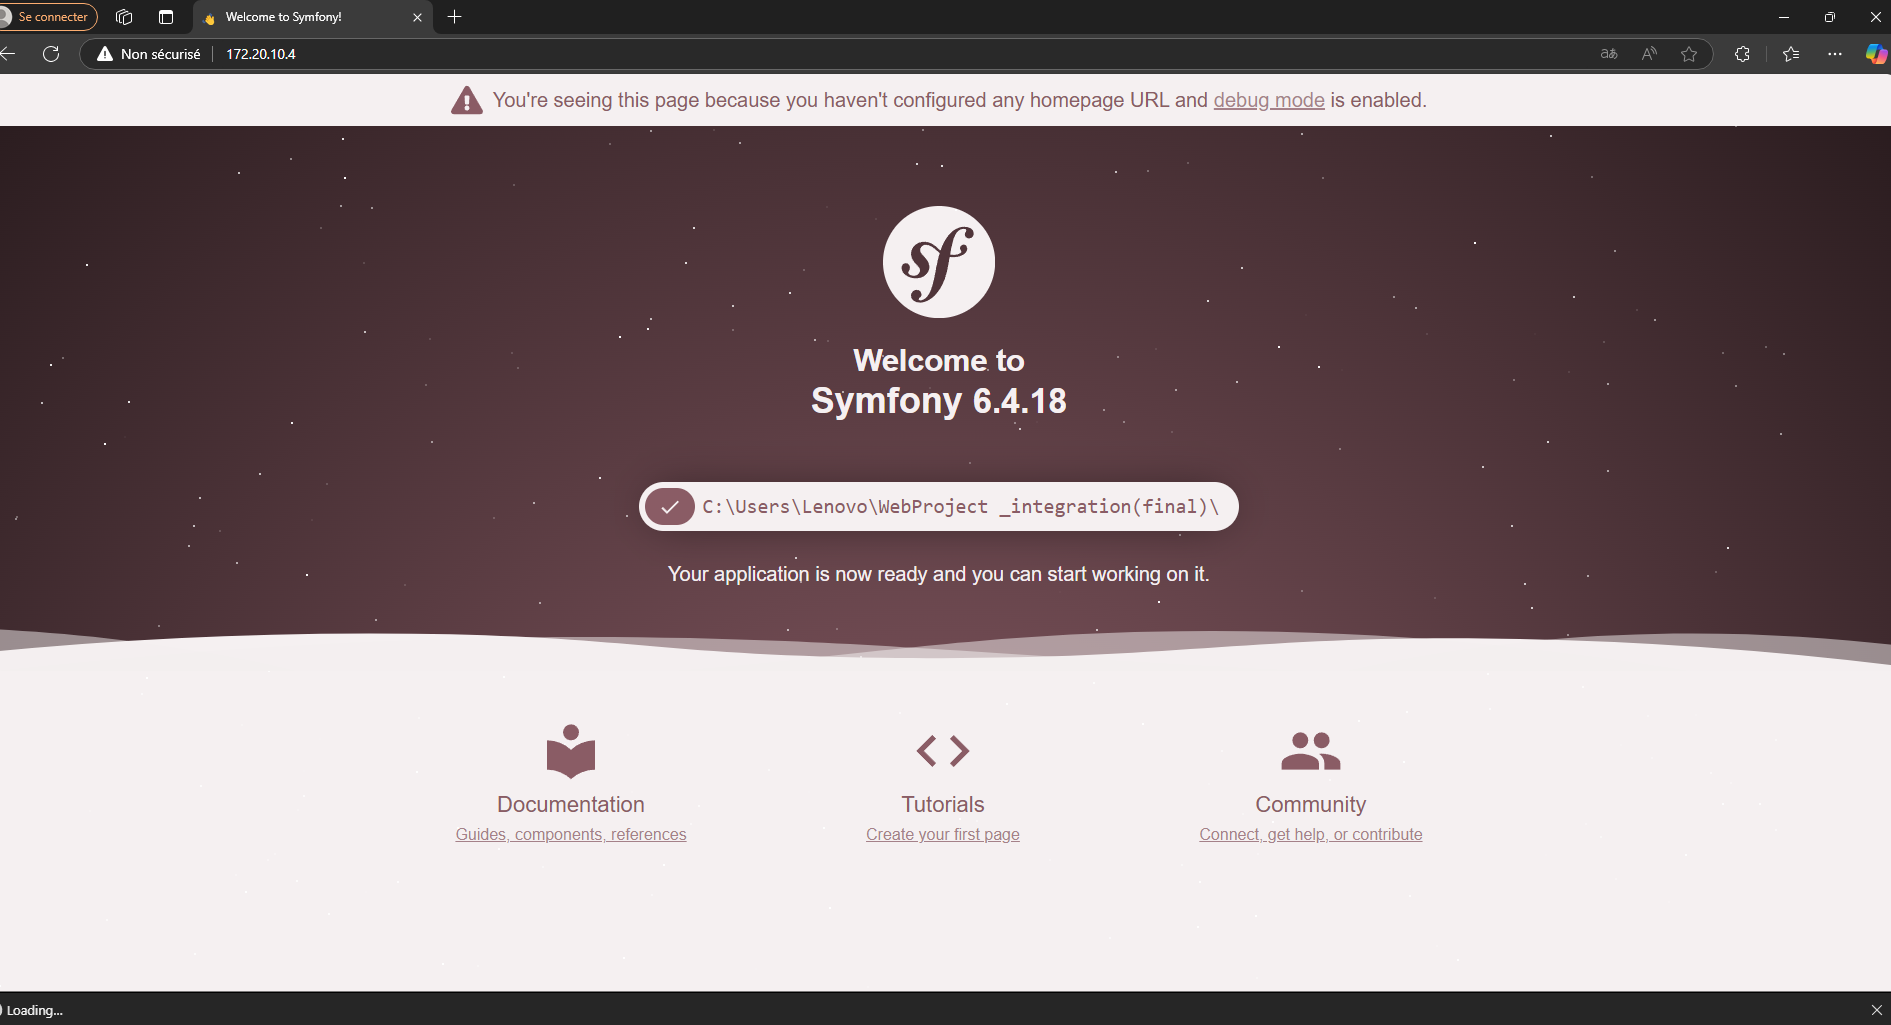 Se connecter
Welcome to Symfony!
Non sécurisé
172.20.10.4
You're seeing this page because you haven't configured any homepage URL and debug mode is enabled.
sf
Welcome to
Symfony 6.4.18
C:\Users\Lenovo\WebProject _integration(final)\
Your application is now ready and you can start working on it.
Documentation
Guides, components, references
Tutorials
Create your first page
Community
Connect, get help, or contribute
Loading...